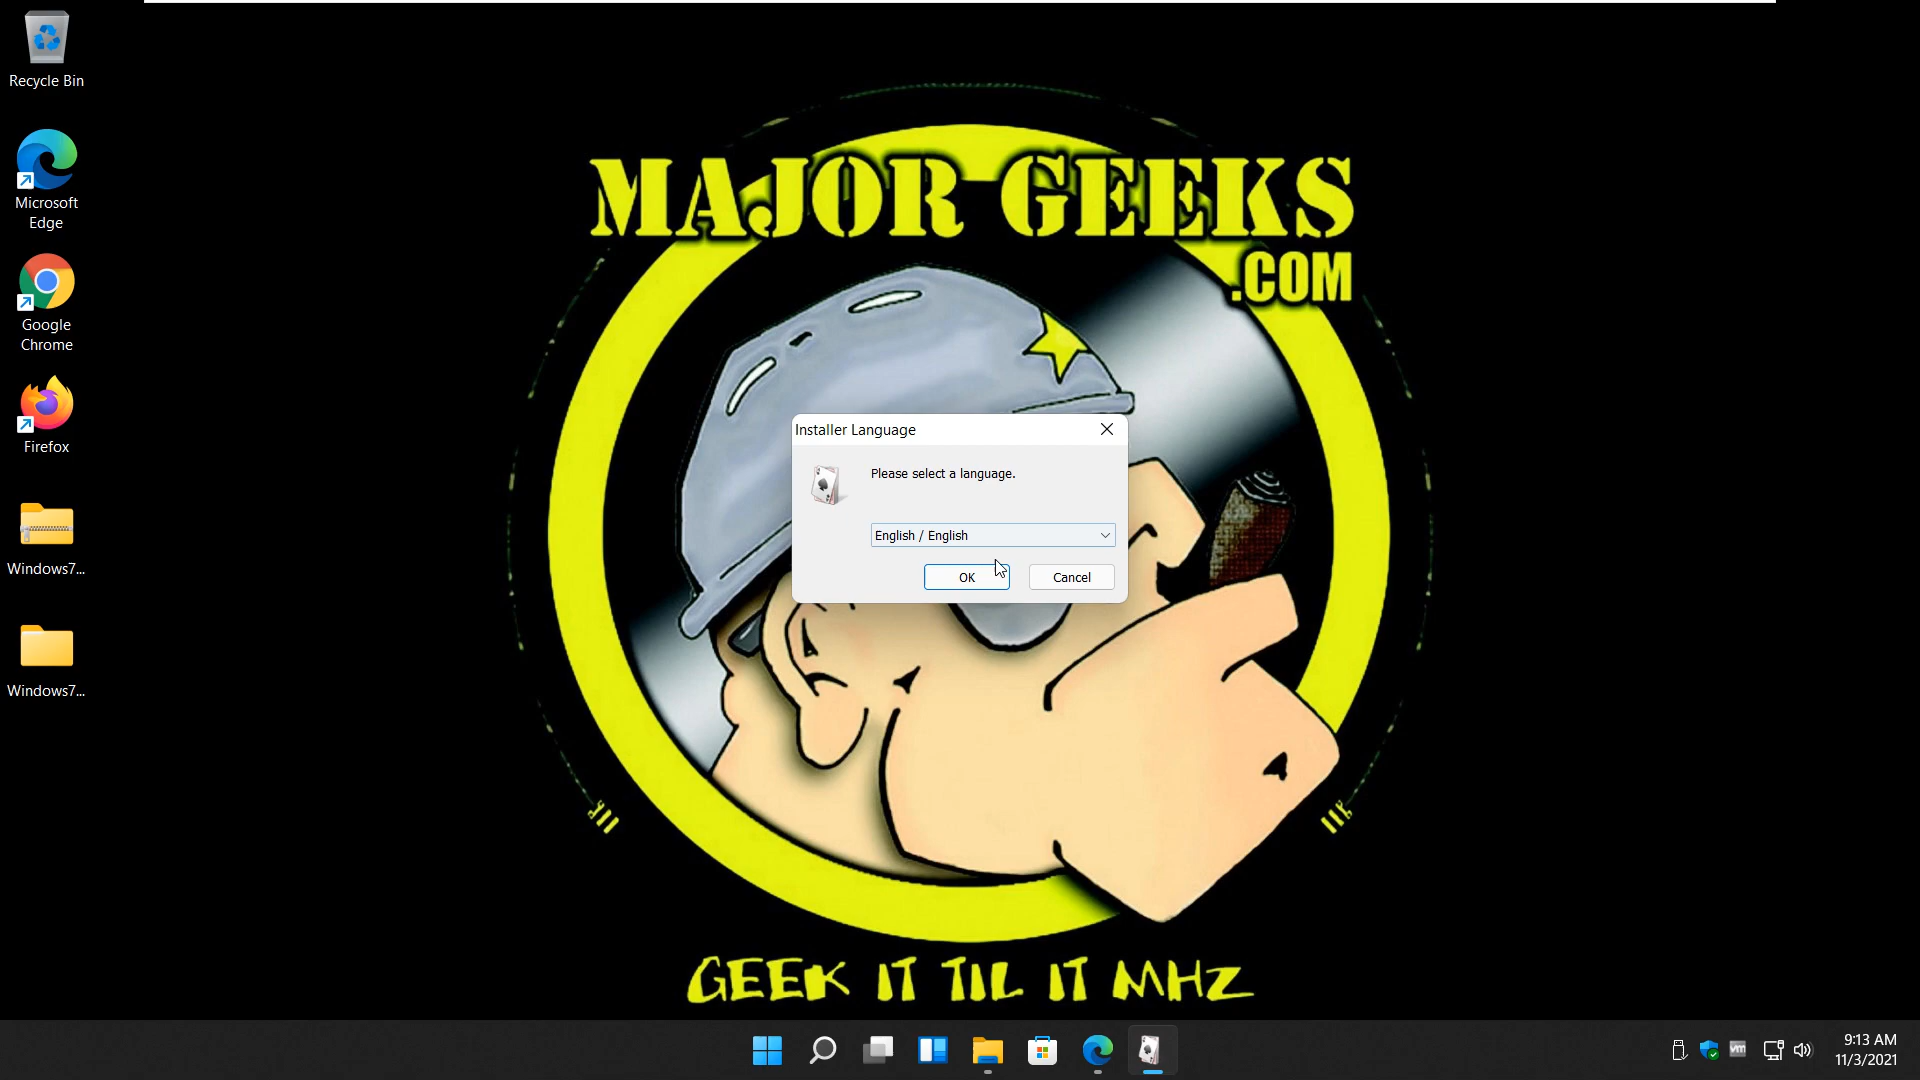 Recycle Bin
Microsoft
Edge
Google
Chrome
Firefox
Windows7...
Windows7...
MAJOR GEEKS
.COM
Installer Language
Please select a language.
English / English
OK
Cancel
GEEK IT TIL IT MHZ
vm
9:13 AM
11/3/2021